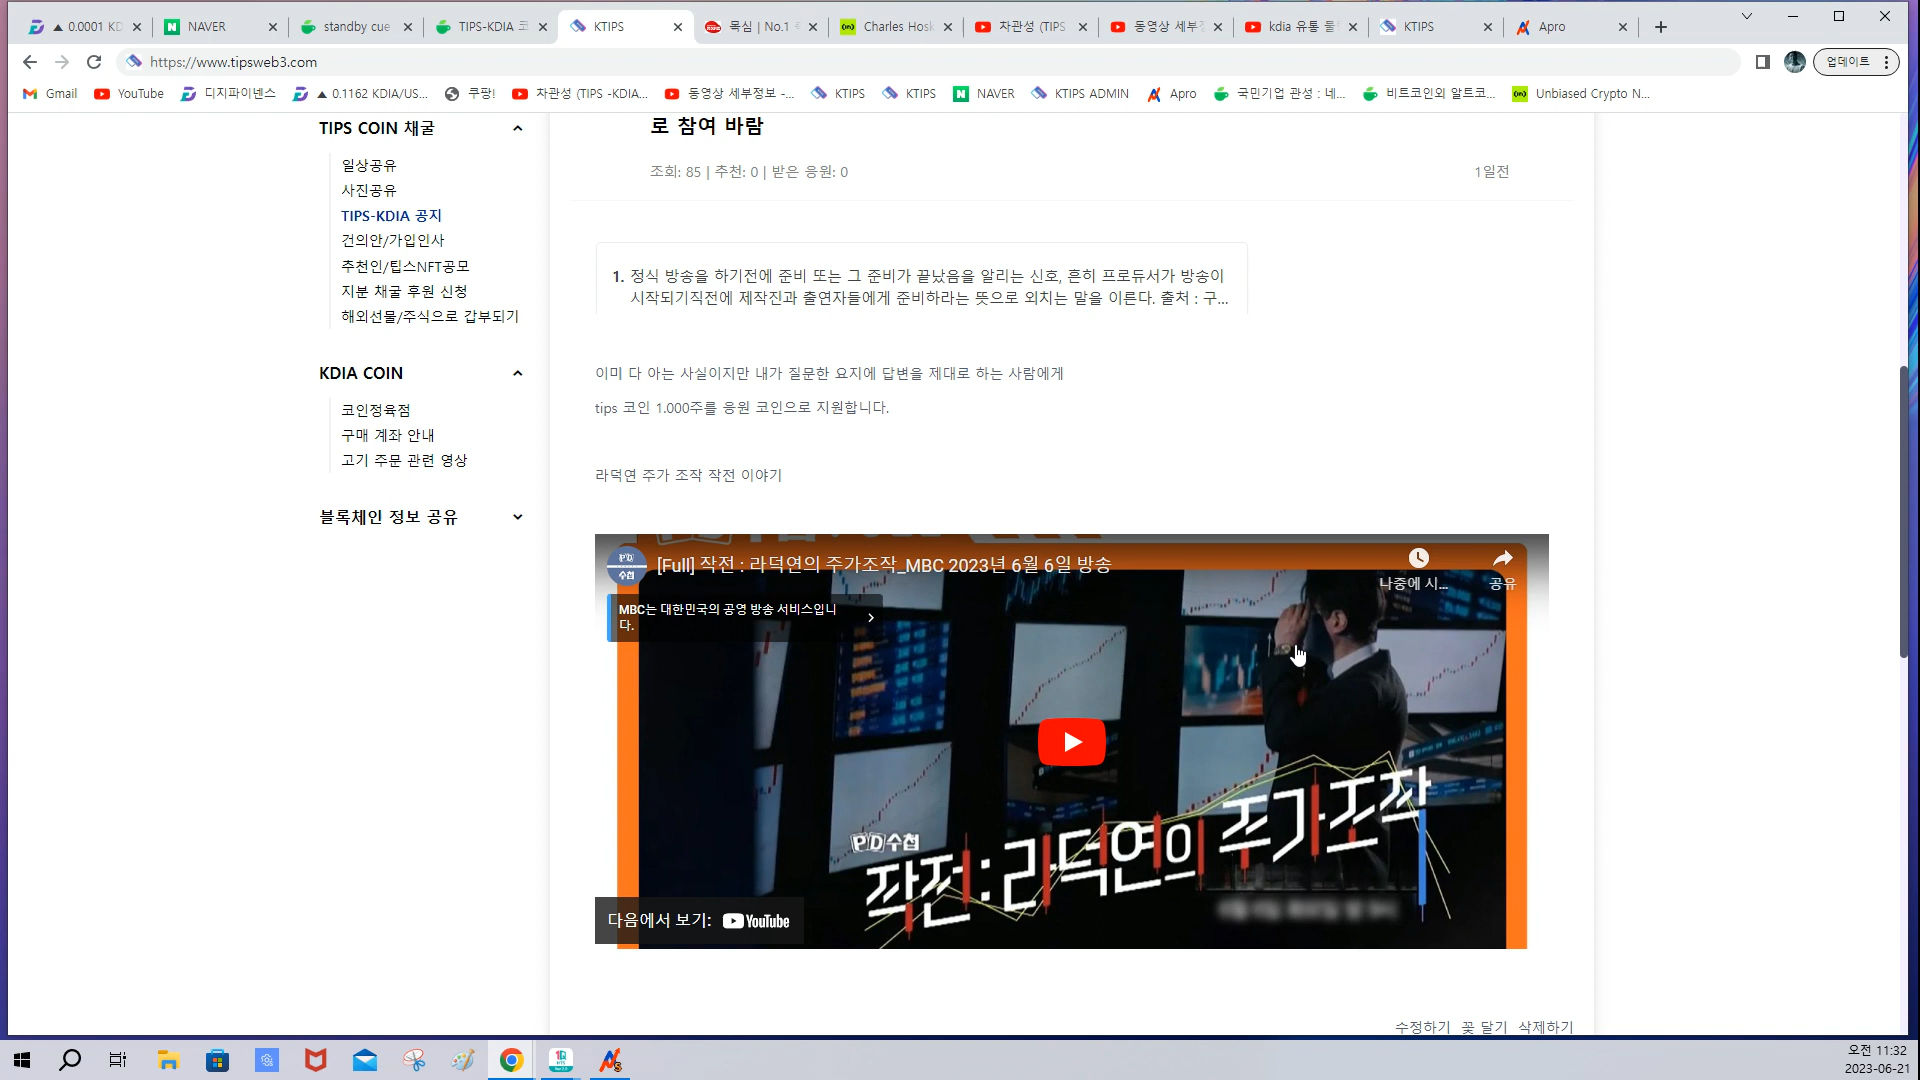 ▲ 0.0001 KD
NAVER
standby cue
TIPS-KDIA 코
KTIPS
목심 | No.1
Charles Hosk
차관성 (TIPS
동영상 세부정
kdia 유통 물
KTIPS
Apro
https://www.tipsweb3.com
업데이트
Gmail
YouTube
디지파이넨스
▲ 0.1162 KDIA/US...
쿠팡!
차관성 (TIPS -KDIA...
동영상 세부정보 -...
KTIPS
KTIPS
NAVER
KTIPS ADMIN
Apro
국민기업 관성 : 네...
비트코인외 알트코...
Unbiased Crypto N...
TIPS COIN 채굴
일상공유
사진공유
TIPS-KDIA 공지
건의안/가입인사
추천인/팁스NFT공모
지분 채굴 후원 신청
해외선물/주식으로 갑부되기
KDIA COIN
코인정육점
구매 계좌 안내
고기 주문 관련 영상
블록체인 정보 공유
로 참여 바람
조회: 85 | 추천: 0 | 받은 응원: 0
1일전
1. 정식 방송을 하기전에 준비 또는 그 준비가 끝났음을 알리는 신호, 흔히 프로듀서가 방송이
시작되기직전에 제작진과 출연자들에게 준비하라는 뜻으로 외치는 말을 이른다. 출처 : 구...
이미 다 아는 사실이지만 내가 질문한 요지에 답변을 제대로 하는 사람에게
tips 코인 1.000주를 응원 코인으로 지원합니다.
라덕연 주가 조작 작전 이야기
PD
수첩
[Full] 작전 : 라덕연의 주가조작_MBC 2023년 6월 6일 방송
나중에 시...
공유
MBC는 대한민국의 공영 방송 서비스입니
다.
PD수첩
작전:라덕연의 주가조작
다음에서 보기: YouTube
수정하기 꽂 달기 삭제하기
오전 11:32
2023-06-21